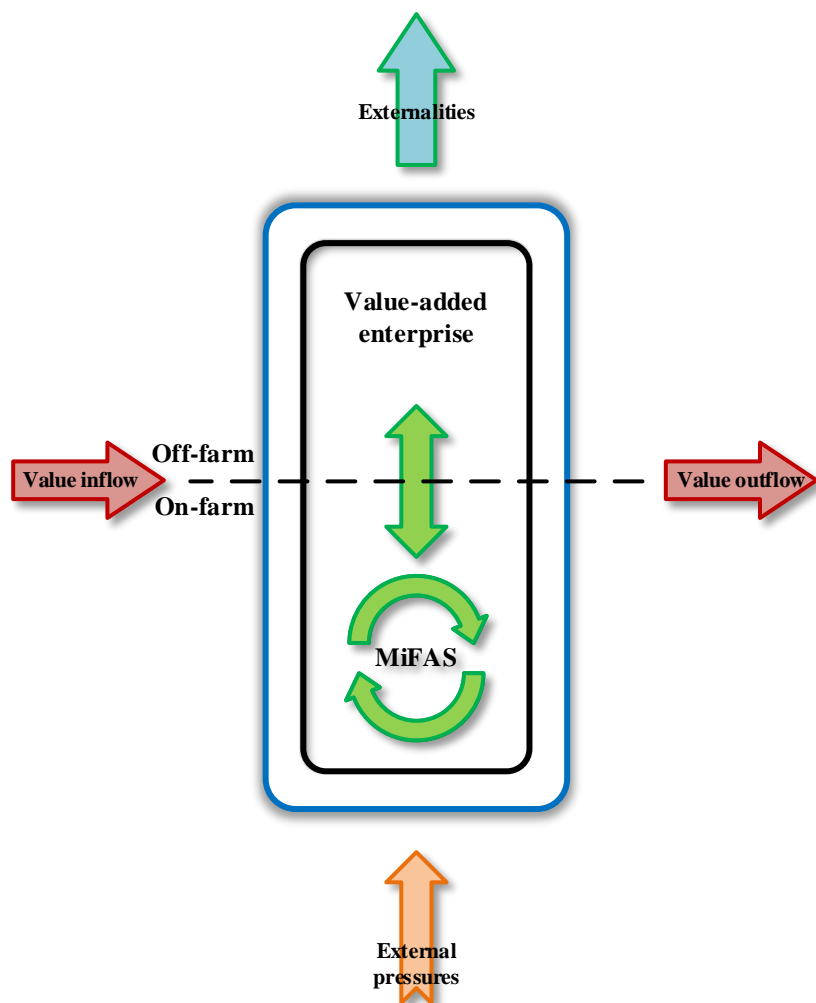 Externalities
Value-added
enterprise
Off-farm
Value inflow
Value outflow
On-farm
MiFAS
External
pressures